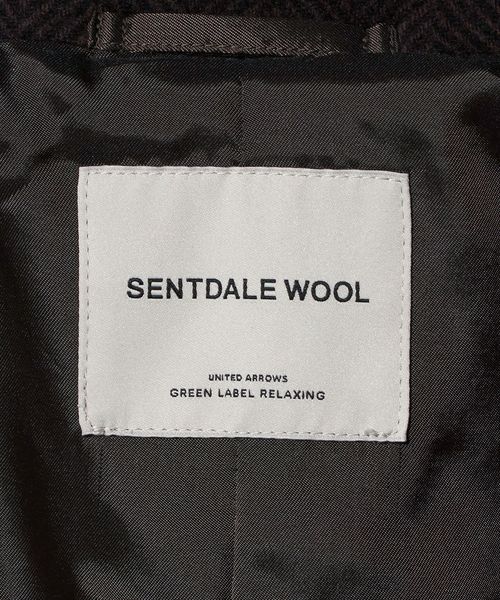 SENTDALE WOOL
UNITED ARROWS
GREEN LABEL RELAXING